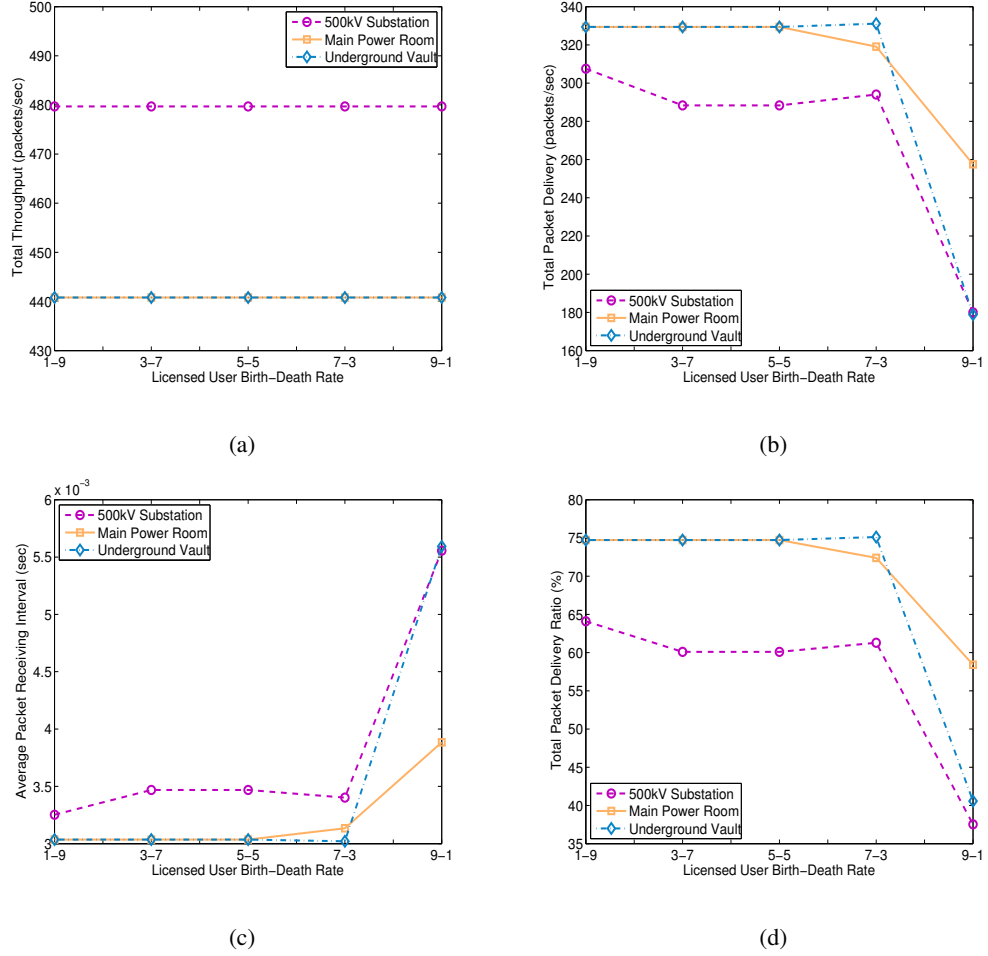 500
490
480
470
460
450
440
430
Total Throughput (packets/sec)
500kV Substation
Main Power Room
Underground Vault
1−9
3−7
5−5
7−3
9−1
Licensed User Birth−Death Rate
(a)
340
320
300
280
260
240
220
200
180
160
Total Packet Delivery (packets/sec)
500kV Substation
Main Power Room
Underground Vault
1−9
3−7
5−5
7−3
9−1
Licensed User Birth−Death Rate
(b)
x 10⁻³
6
5.5
5
4.5
4
3.5
3
Average Packet Receiving Interval (sec)
500kV Substation
Main Power Room
Underground Vault
1−9
3−7
5−5
7−3
9−1
Licensed User Birth−Death Rate
(c)
80
75
70
65
60
55
50
45
40
35
Total Packet Delivery Ratio (%)
500kV Substation
Main Power Room
Underground Vault
1−9
3−7
5−5
7−3
9−1
Licensed User Birth−Death Rate
(d)